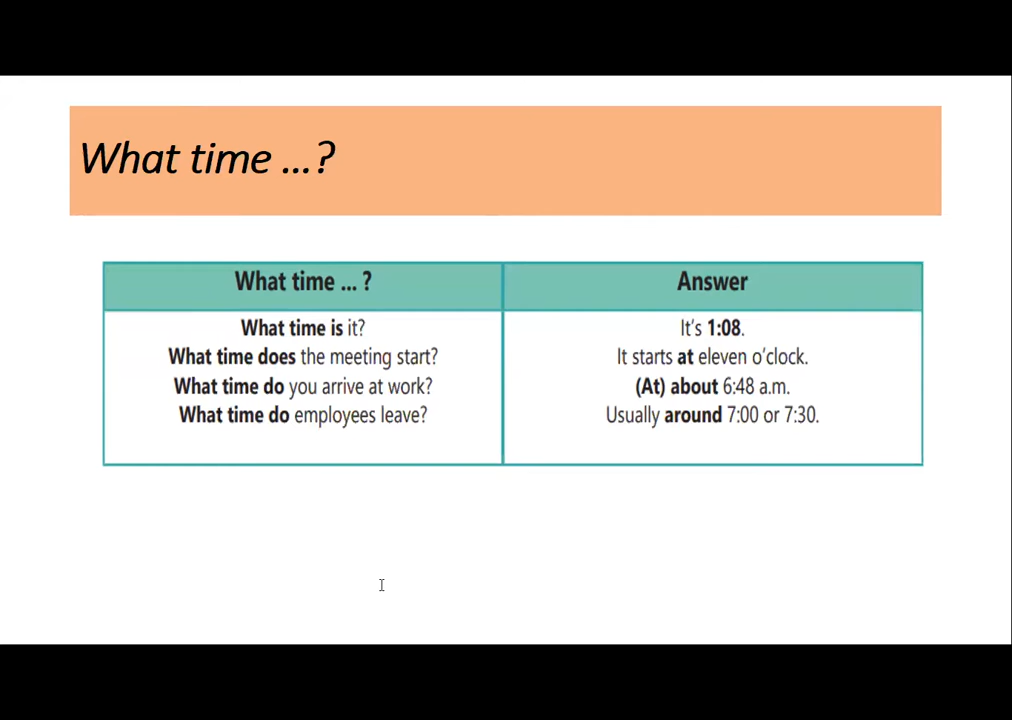 What time ...?
What time ... ?
Answer
What time is it?
It's 1:08.
What time does the meeting start?
It starts at eleven o'clock.
What time do you arrive at work?
(At) about 6:48 a.m.
What time do employees leave?
Usually around 7:00 or 7:30.